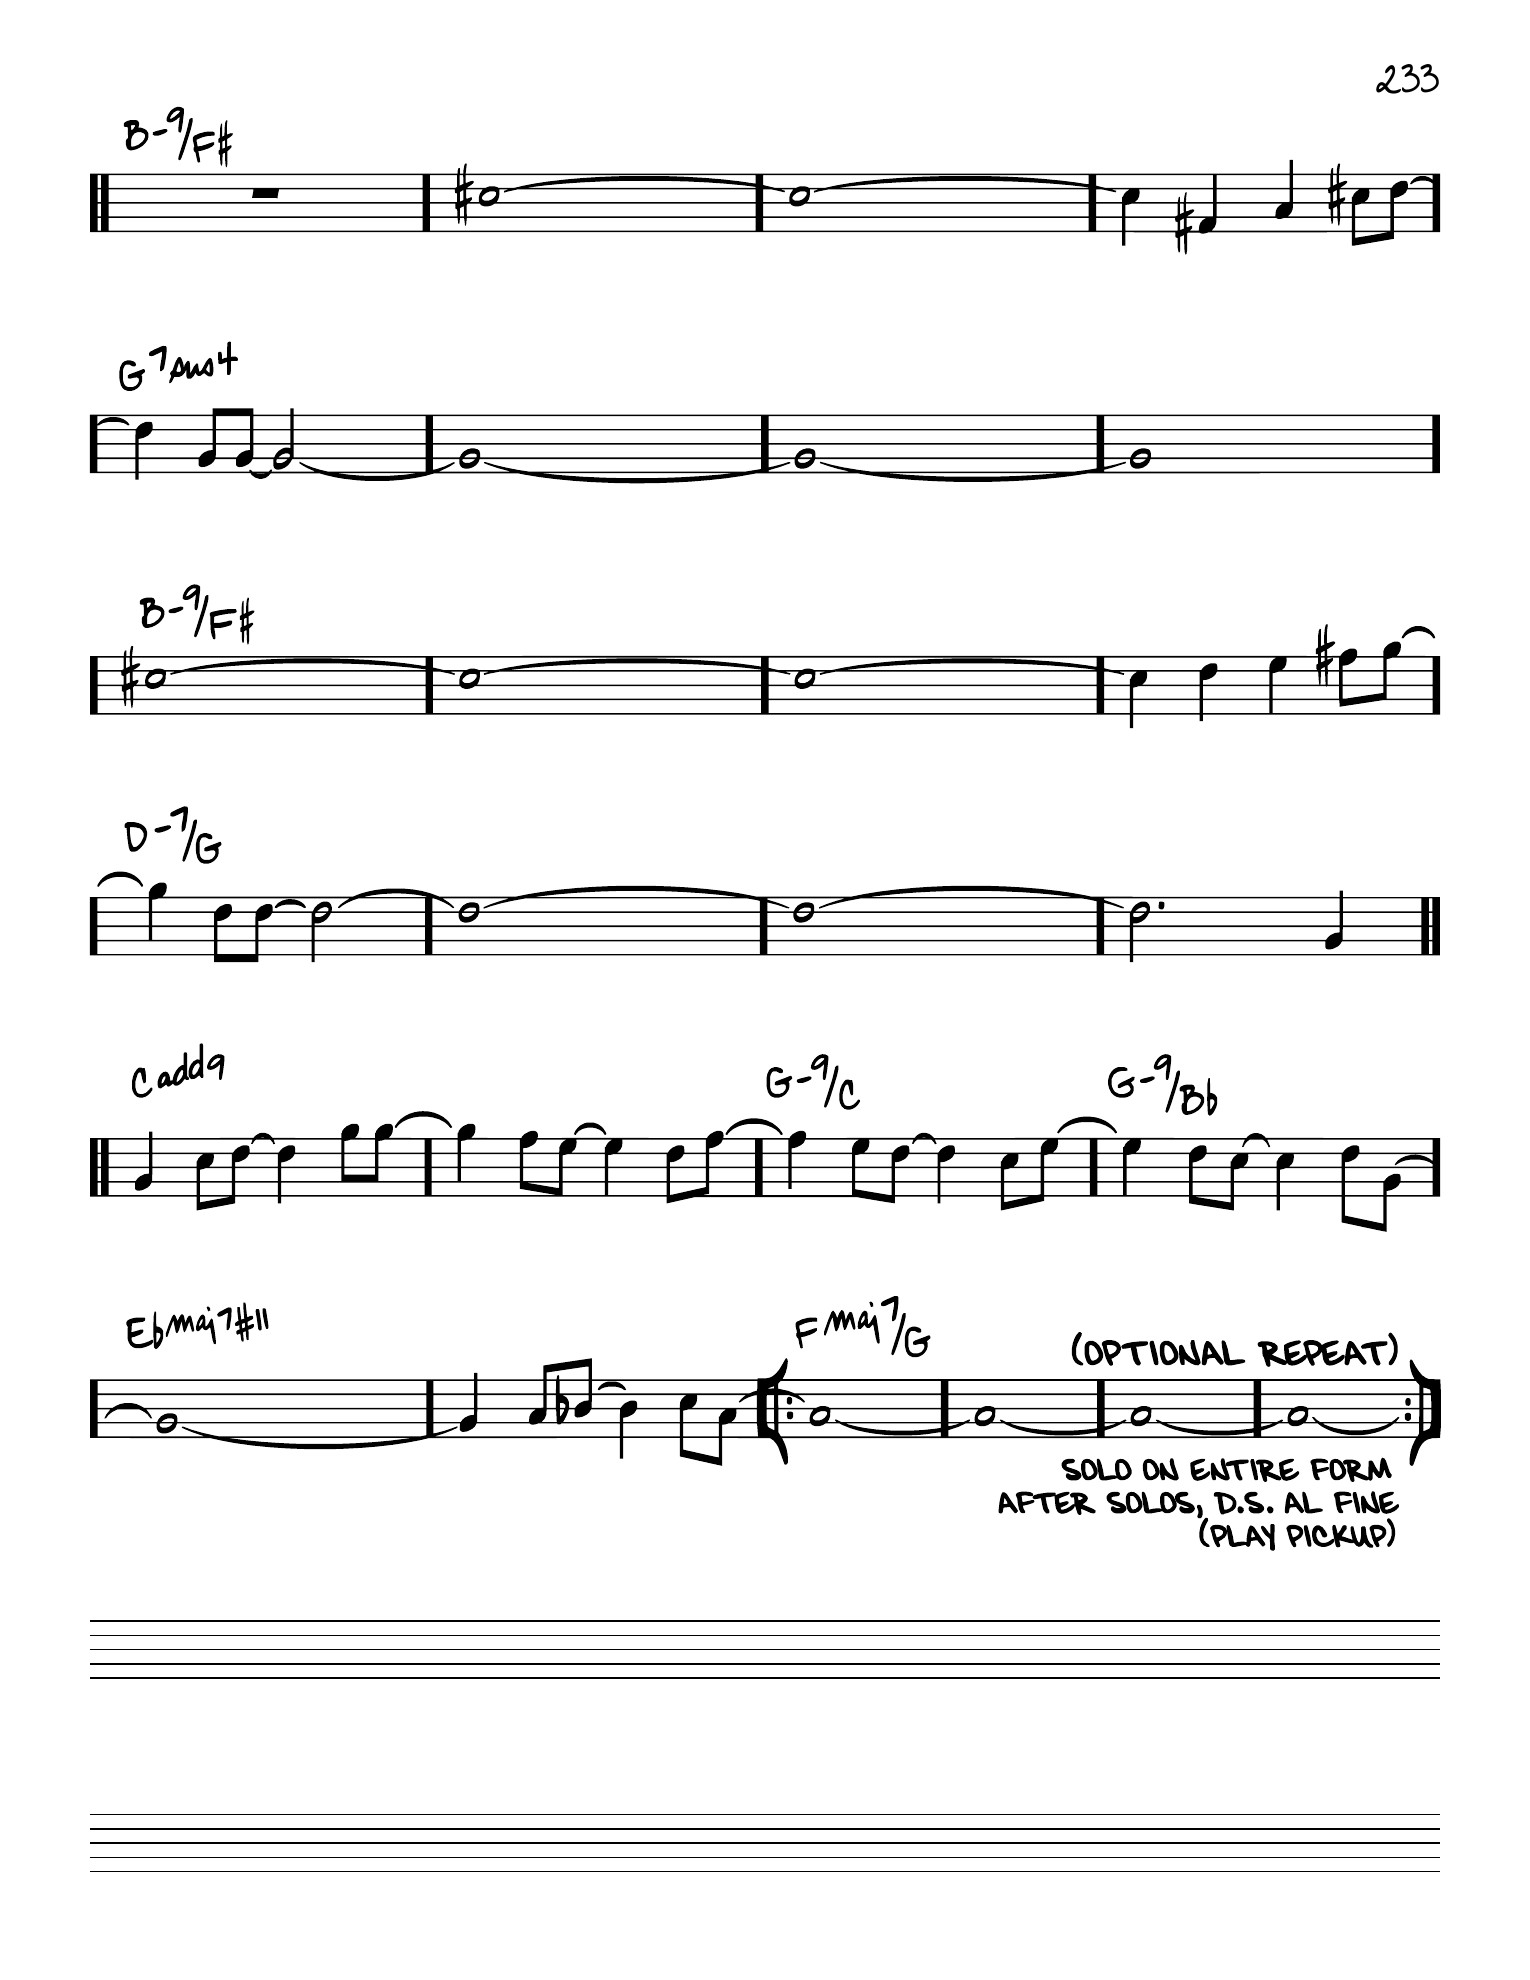 233
B-9/F#
G7sus4
B-9/F#
D-7/G
Cadd9 G-9/C G-9/Bb
Ebmaj7#11 Fmaj7/G
(OPTIONAL REPEAT)
SOLO ON ENTIRE FORM
AFTER SOLOS, D.S. AL FINE
(PLAY PICKUP)